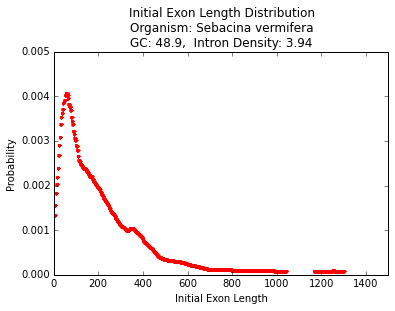 Initial Exon Length Distribution
Organism: Sebacina vermifera
GC: 48.9,  Intron Density: 3.94
0.005
0.004
0.003
0.002
0.001
0.000
Probability
0 200 400 600 800 1000 1200 1400
Initial Exon Length